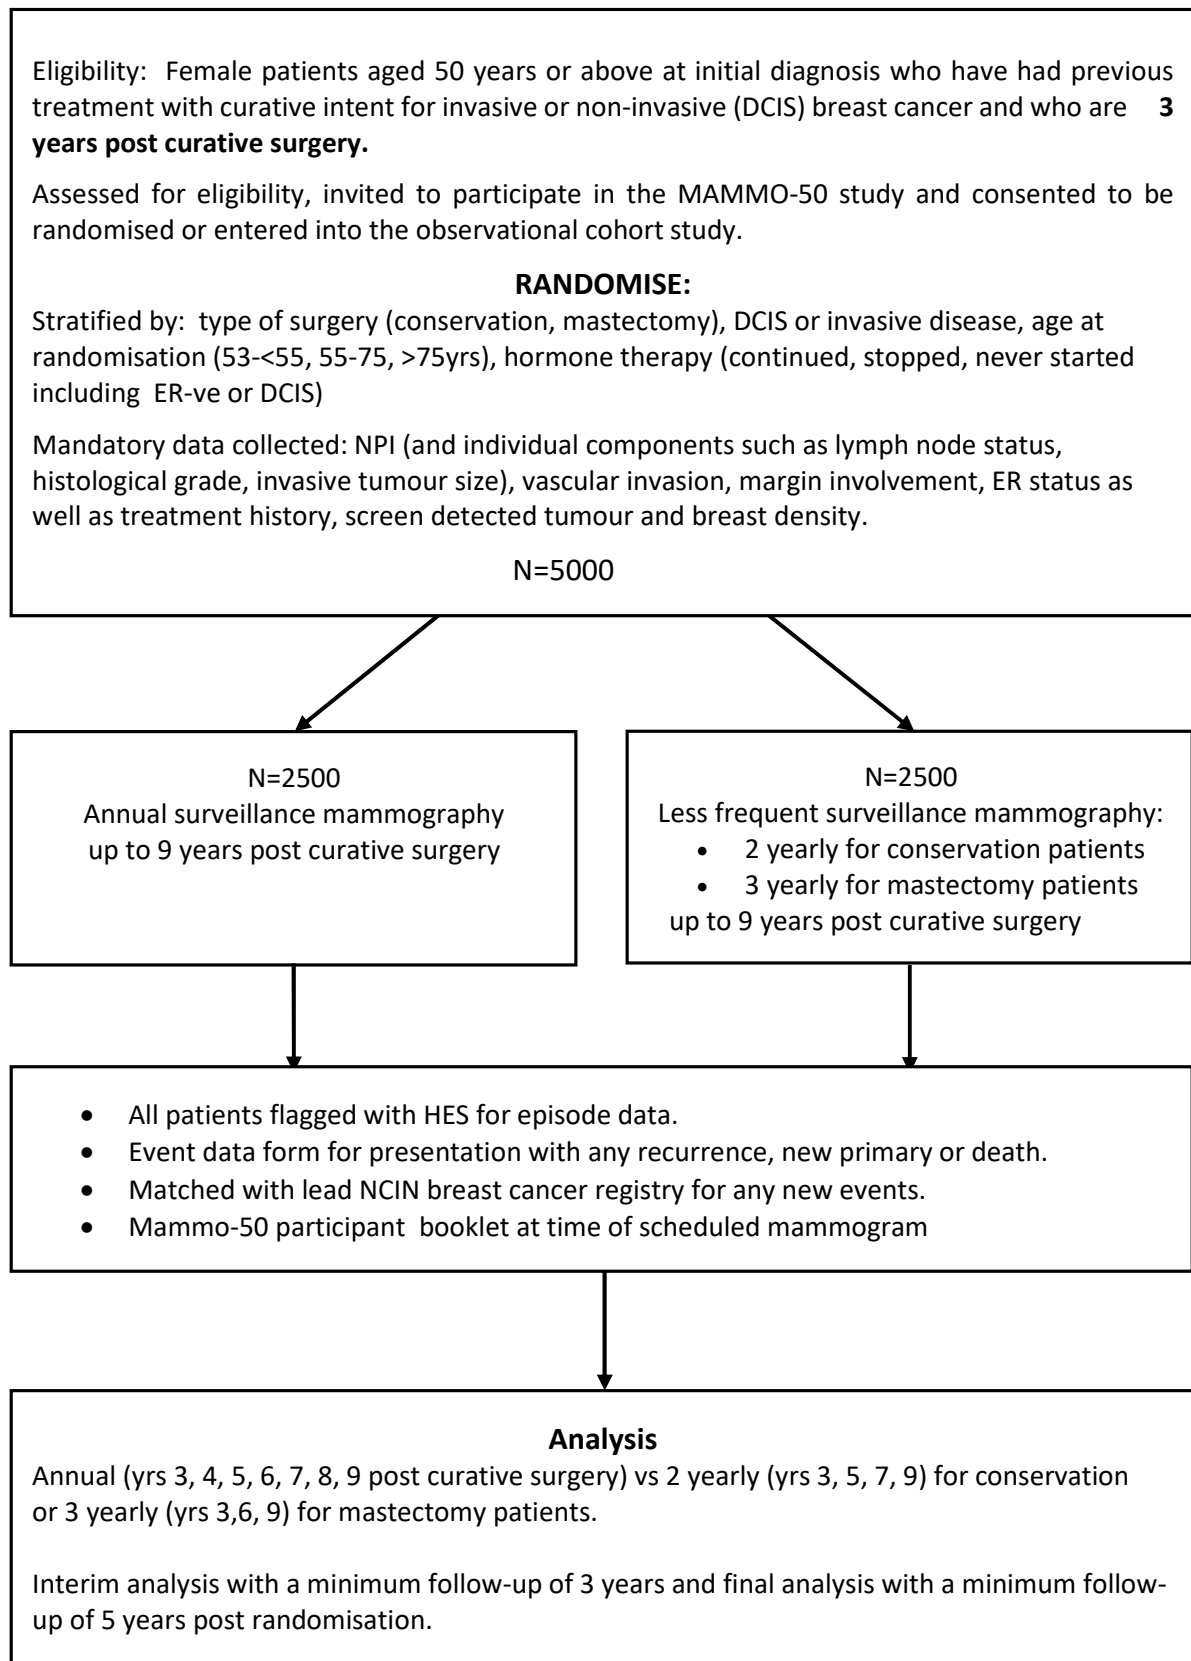 Eligibility: Female patients aged 50 years or above at initial diagnosis who have had previous
treatment with curative intent for invasive or non-invasive (DCIS) breast cancer and who are 3
years post curative surgery.
Assessed for eligibility, invited to participate in the MAMMO-50 study and consented to be
randomised or entered into the observational cohort study.
RANDOMISE:
Stratified by: type of surgery (conservation, mastectomy), DCIS or invasive disease, age at
randomisation (53-<55, 55-75, >75yrs), hormone therapy (continued, stopped, never started
including ER-ve or DCIS)
Mandatory data collected: NPI (and individual components such as lymph node status,
histological grade, invasive tumour size), vascular invasion, margin involvement, ER status as
well as treatment history, screen detected tumour and breast density.
N=5000
N=2500
Annual surveillance mammography
up to 9 years post curative surgery
N=2500
Less frequent surveillance mammography:
• 2 yearly for conservation patients
• 3 yearly for mastectomy patients
up to 9 years post curative surgery
• All patients flagged with HES for episode data.
• Event data form for presentation with any recurrence, new primary or death.
• Matched with lead NCIN breast cancer registry for any new events.
• Mammo-50 participant booklet at time of scheduled mammogram
Analysis
Annual (yrs 3, 4, 5, 6, 7, 8, 9 post curative surgery) vs 2 yearly (yrs 3, 5, 7, 9) for conservation
or 3 yearly (yrs 3,6, 9) for mastectomy patients.
Interim analysis with a minimum follow-up of 3 years and final analysis with a minimum follow-
up of 5 years post randomisation.